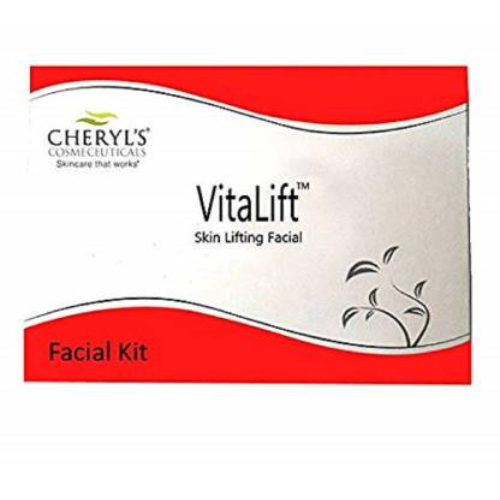 CHERYL'S®
COSMECEUTICALS
Skincare that works®
VitaLift™
Skin Lifting Facial
Facial Kit